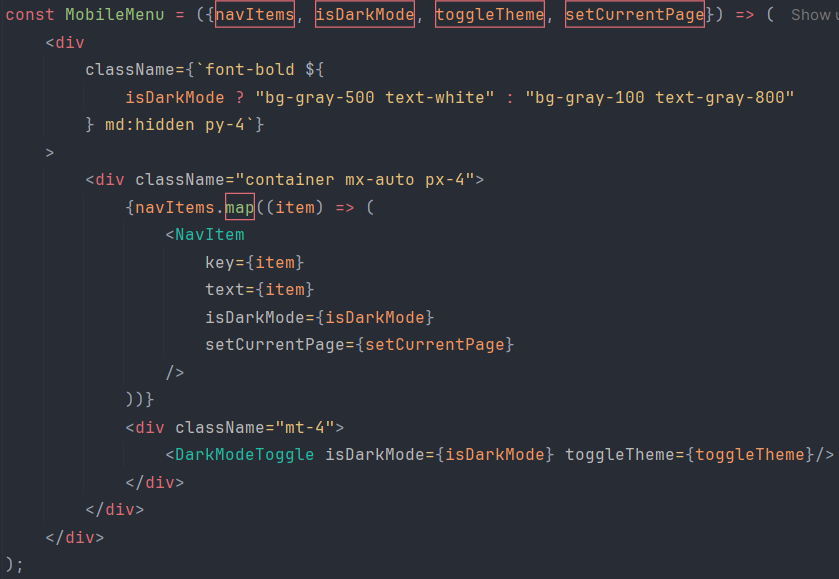 const MobileMenu = ({navItems, isDarkMode, toggleTheme, setCurrentPage}) => ( Show
    <div
        className={`font-bold ${
            isDarkMode ? "bg-gray-500 text-white" : "bg-gray-100 text-gray-800"
        } md:hidden py-4`}
    >
        <div className="container mx-auto px-4">
            {navItems.map((item) => (
                <NavItem
                    key={item}
                    text={item}
                    isDarkMode={isDarkMode}
                    setCurrentPage={setCurrentPage}
                />
            ))}
            <div className="mt-4">
                <DarkModeToggle isDarkMode={isDarkMode} toggleTheme={toggleTheme}/>
            </div>
        </div>
    </div>
);